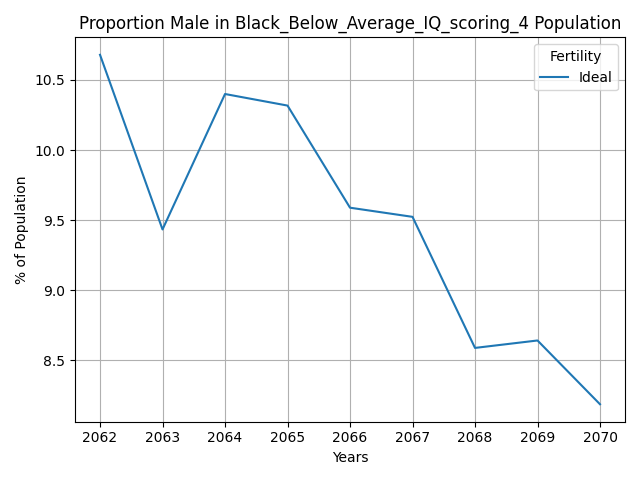 Proportion Male in Black_Below_Average_IQ_scoring_4 Population
Fertility
Ideal
% of Population
10.5
10.0
9.5
9.0
8.5
2062 2063 2064 2065 2066 2067 2068 2069 2070
Years